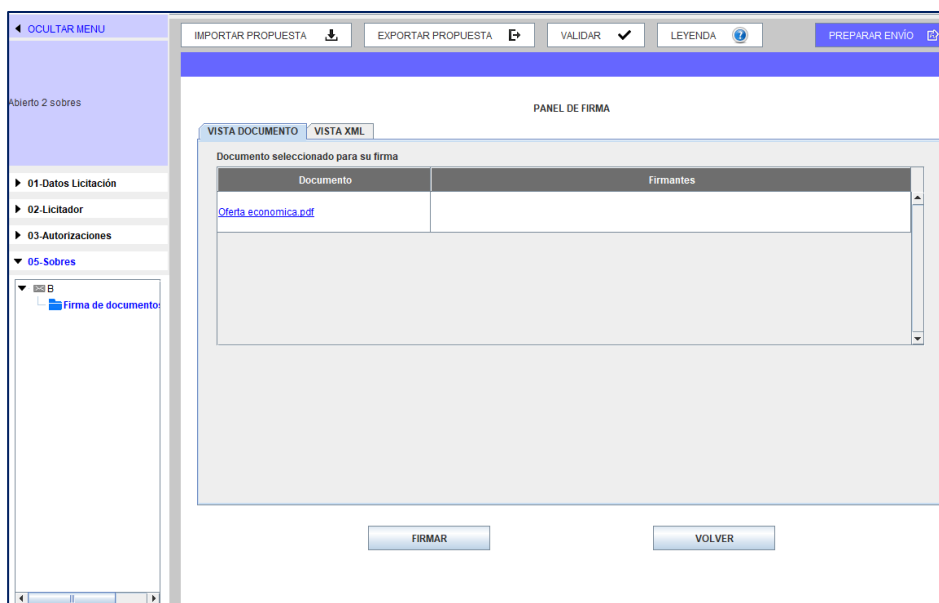 OCULTAR MENU
IMPORTAR PROPUESTA
EXPORTAR PROPUESTA
VALIDAR
LEYENDA
PREPARAR ENVÍO
Abierto 2 sobres
PANEL DE FIRMA
VISTA DOCUMENTO
VISTA XML
Documento seleccionado para su firma
Documento
Firmantes
Oferta economica.pdf
01-Datos Licitación
02-Licitador
03-Autorizaciones
05-Sobres
B
Firma de documento
FIRMAR
VOLVER